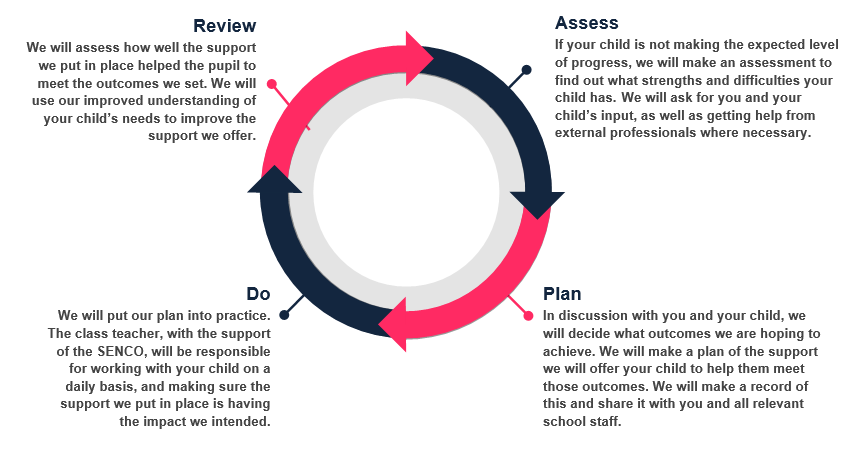 Review
We will assess how well the support
we put in place helped the pupil to
meet the outcomes we set. We will
use our improved understanding of
your child's needs to improve the
support we offer.
Assess
If your child is not making the expected level
of progress, we will make an assessment to
find out what strengths and difficulties your
child has. We will ask for you and your
child's input, as well as getting help from
external professionals where necessary.
Do
We will put our plan into practice.
The class teacher, with the support
of the SENCO, will be responsible
for working with your child on a
daily basis, and making sure the
support we put in place is having
the impact we intended.
Plan
In discussion with you and your child, we
will decide what outcomes we are hoping to
achieve. We will make a plan of the support
we will offer your child to help them meet
those outcomes. We will make a record of
this and share it with you and all relevant
school staff.